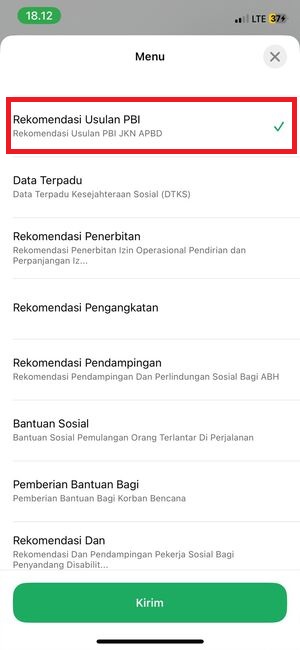 18.12
LTE 37
Menu
Rekomendasi Usulan PBI
Rekomendasi Usulan PBI JKN APBD
Data Terpadu
Data Terpadu Kesejahteraan Sosial (DTKS)
Rekomendasi Penerbitan
Rekomendasi Penerbitan Izin Operasional Pendirian dan
Perpanjangan Iz...
Rekomendasi Pengangkatan
Rekomendasi Pendampingan
Rekomendasi Pendampingan Dan Perlindungan Sosial Bagi ABH
Bantuan Sosial
Bantuan Sosial Pemulangan Orang Terlantar Di Perjalanan
Pemberian Bantuan Bagi
Pemberian Bantuan Bagi Korban Bencana
Rekomendasi Dan
Rekomendasi Dan Pendampingan Pekerja Sosial Bagi
Penyandang Disabilit...
Kirim